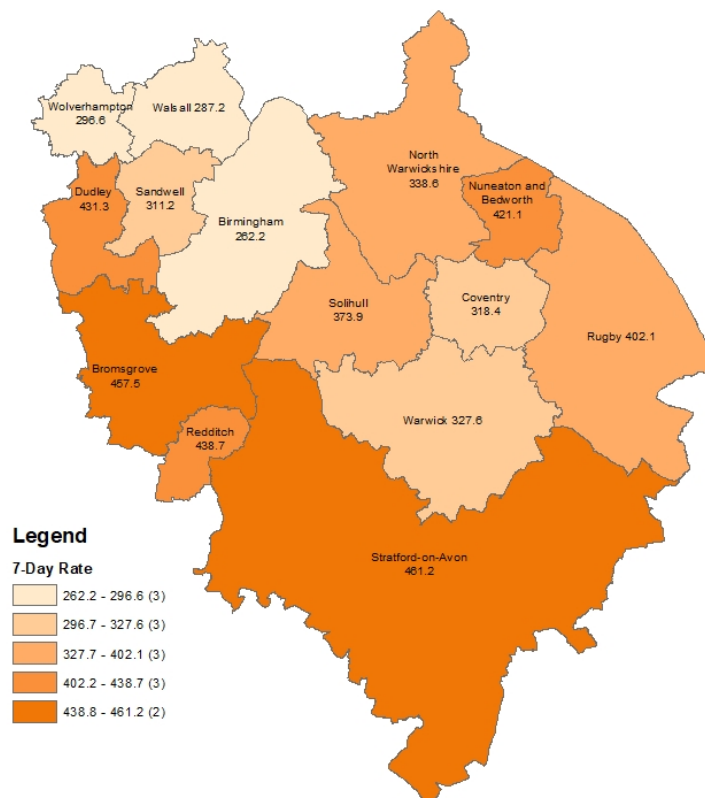 Wolverhampton
296.6
Walsall 287.2
North
Warwickshire
338.6
Nuneaton and
Bedworth
421.1
Dudley
431.3
Sandwell
311.2
Birmingham
262.2
Solihull
373.9
Coventry
318.4
Rugby 402.1
Bromsgrove
457.5
Warwick 327.6
Redditch
438.7
Stratford-on-Avon
461.2
Legend
7-Day Rate
262.2 - 296.6 (3)
296.7 - 327.6 (3)
327.7 - 402.1 (3)
402.2 - 438.7 (3)
438.8 - 461.2 (2)